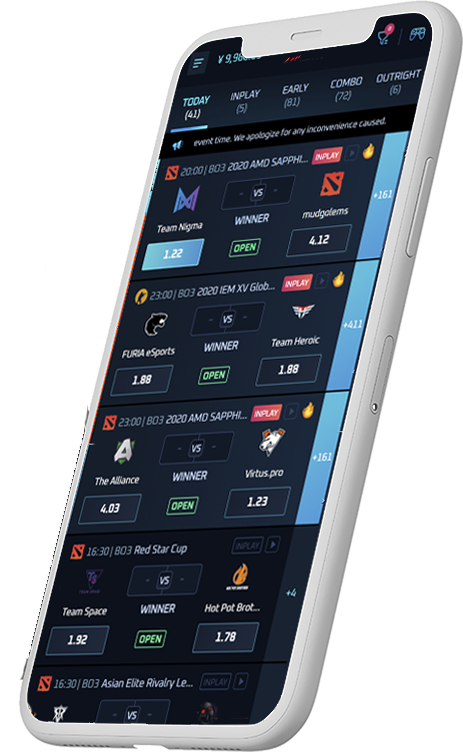 TODAY INPLAY EARLY COMBO OUTRIGHT
(41) (5) (81) (72) (6)
event time. We apologize for any inconvenience caused.
20:00 | BO3 2020 AMD SAPPHI... INPLAY
VS
Team Nigma WINNER mudgolems
1.22 OPEN 4.12
+161
23:00 | BO3 2020 IEM XV Glob... INPLAY
VS
FURIA eSports WINNER Team Heroic
1.88 OPEN 1.88
+411
23:00 | BO3 2020 AMD SAPPHI... INPLAY
VS
The Alliance WINNER Virtus.pro
4.03 OPEN 1.23
+161
16:30 | BO3 Red Star Cup INPLAY
VS
Team Space WINNER Hot Pot Brot...
1.92 OPEN 1.78
+4
16:30 | BO3 Asian Elite Rivalry Le... INPLAY
VS